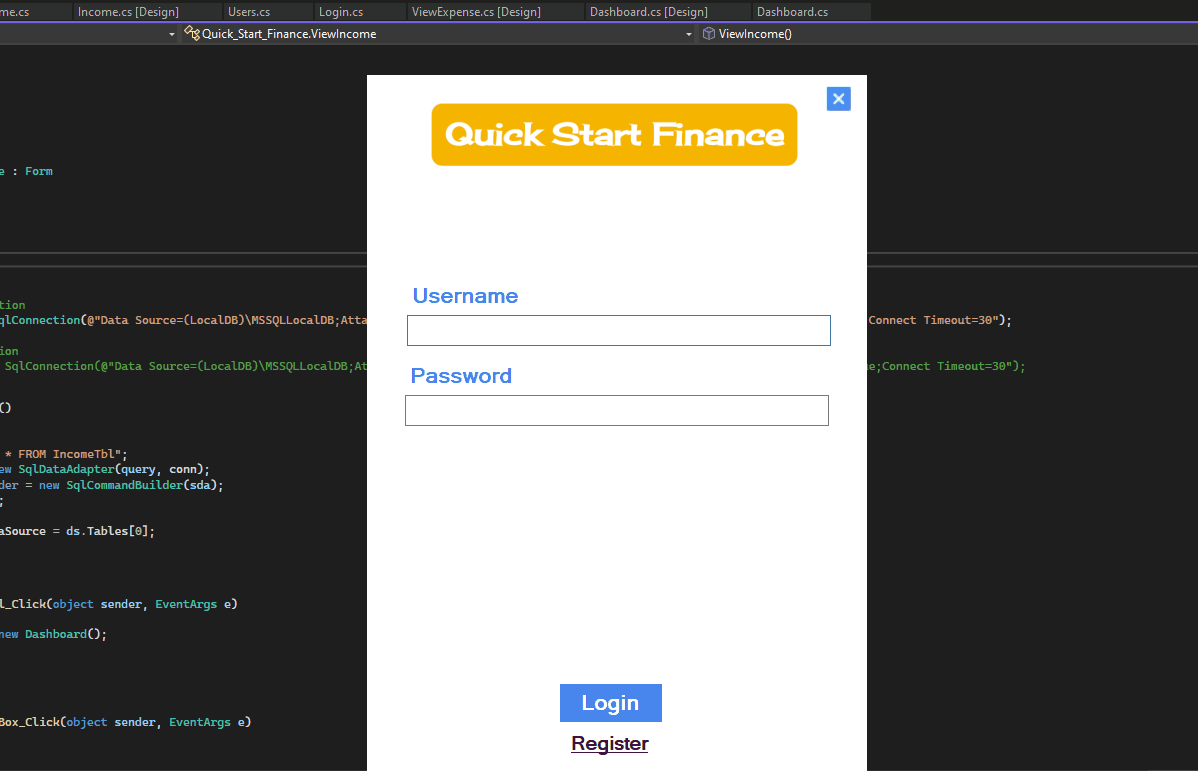 me.cs Income.cs [Design] Users.cs Login.cs ViewExpense.cs [Design] Dashboard.cs [Design] Dashboard.cs
Quick_Start_Finance.ViewIncome ViewIncome()
Quick Start Finance
e : Form
Username
tion
qlConnection(@"Data Source=(LocalDB)\MSSQLLocalDB;Atta Connect Timeout=30");
ion
SqlConnection(@"Data Source=(LocalDB)\MSSQLLocalDB;At e;Connect Timeout=30");
Password
()
* FROM IncomeTbl";
ew SqlDataAdapter(query, conn);
der = new SqlCommandBuilder(sda);
;
aSource = ds.Tables[0];
l_Click(object sender, EventArgs e)
new Dashboard();
Login
Box_Click(object sender, EventArgs e)
Register